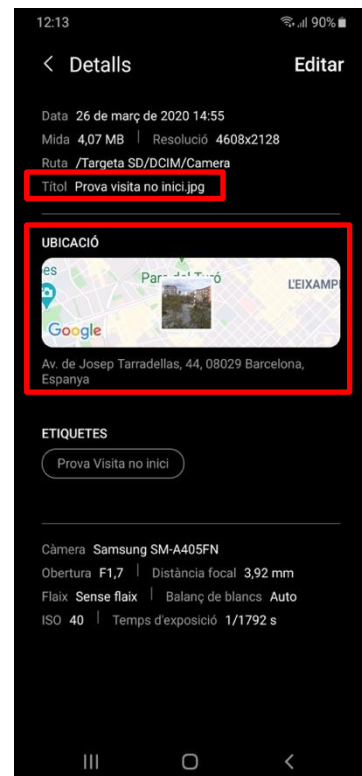 12:13 90%
Detalls Editar
Data 26 de març de 2020 14:55
Mida 4,07 MB | Resolució 4608x2128
Ruta /Targeta SD/DCIM/Camera
Títol Prova visita no inici.jpg
UBICACIÓ
es
L'EIXAMPL
Google
Av. de Josep Tarradellas, 44, 08029 Barcelona,
Espanya
ETIQUETES
Prova Visita no inici
Càmera Samsung SM-A405FN
Obertura F1,7 | Distància focal 3,92 mm
Flaix Sense flaix | Balanç de blancs Auto
ISO 40 | Temps d'exposició 1/1792 s